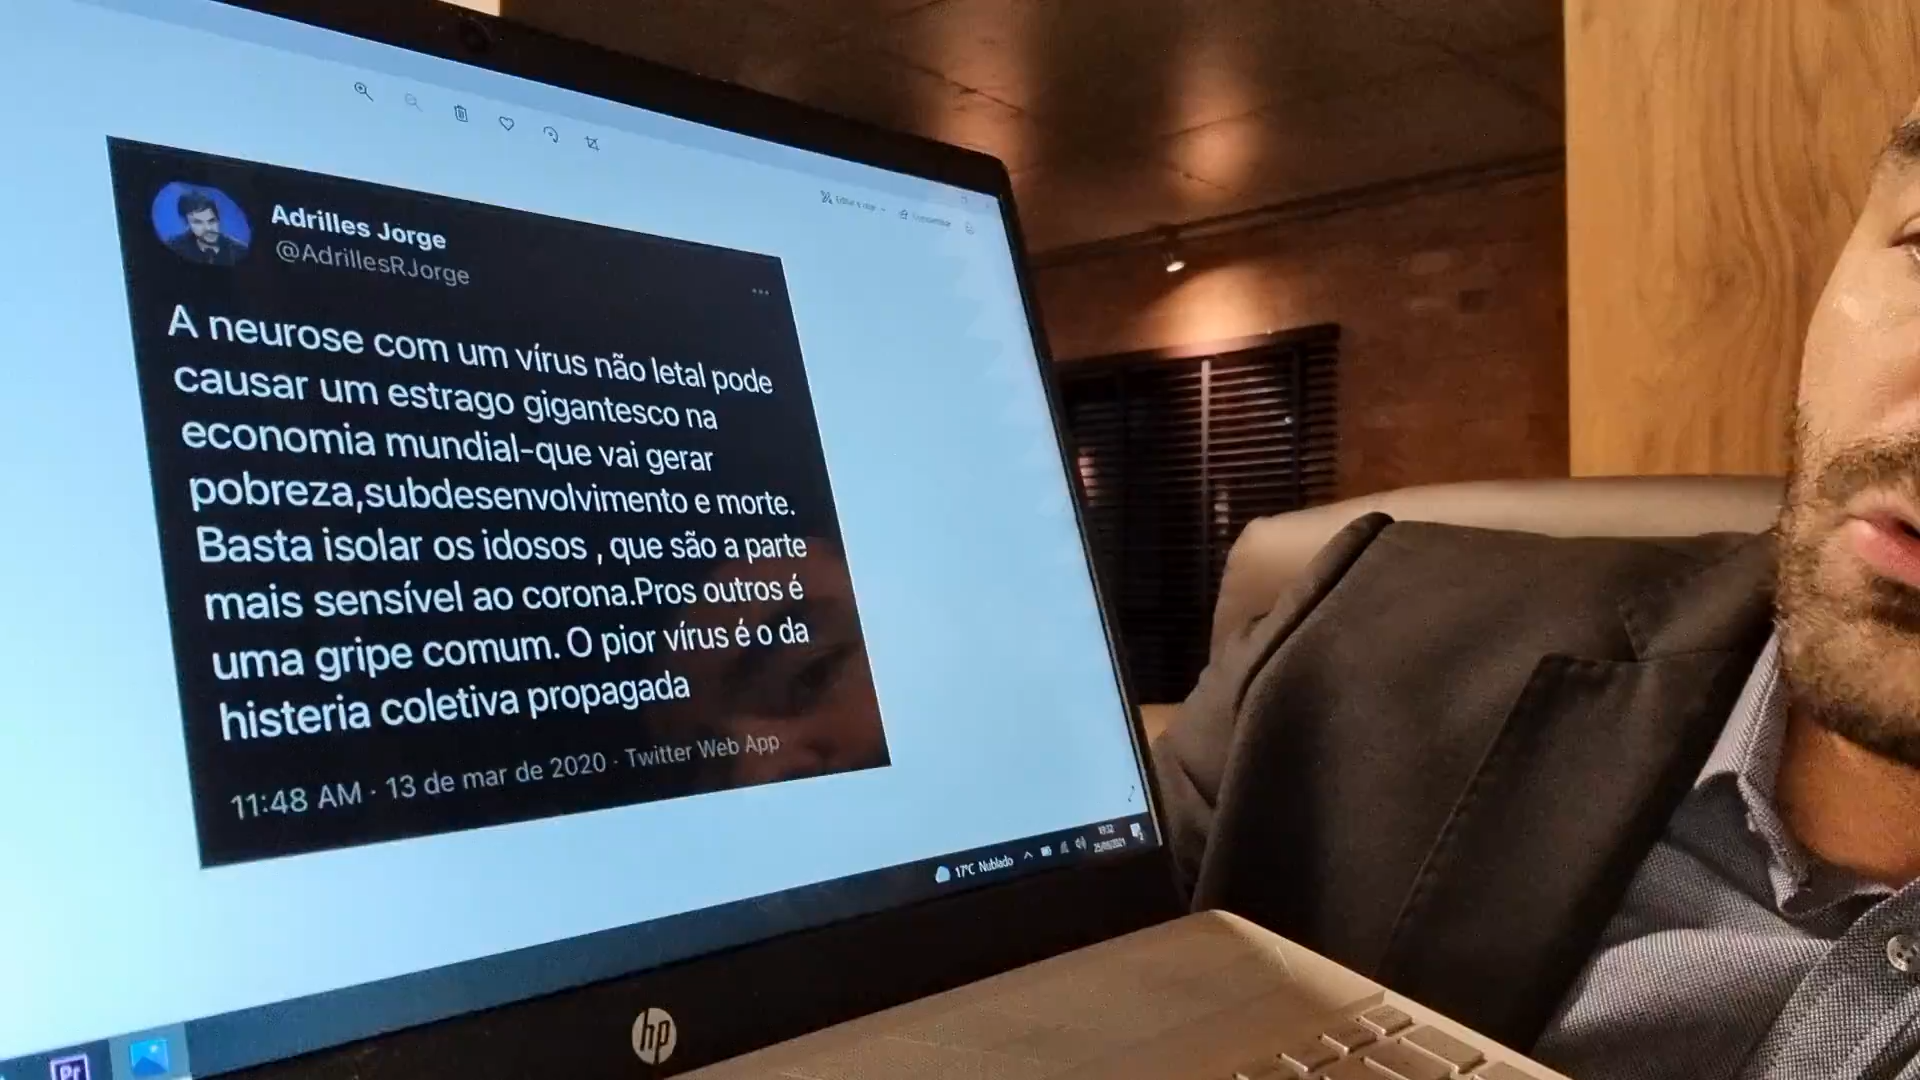 Adrilles Jorge
@AdrillesRJorge
A neurose com um vírus não letal pode
causar um estrago gigantesco na
economia mundial-que vai gerar
pobreza,subdesenvolvimento e morte.
Basta isolar os idosos , que são a parte
mais sensível ao corona.Pros outros é
uma gripe comum. O pior vírus é o da
histeria coletiva propagada
11:48 AM · 13 de mar de 2020 · Twitter Web App
17°C Nublado
19:32
hp
Pr